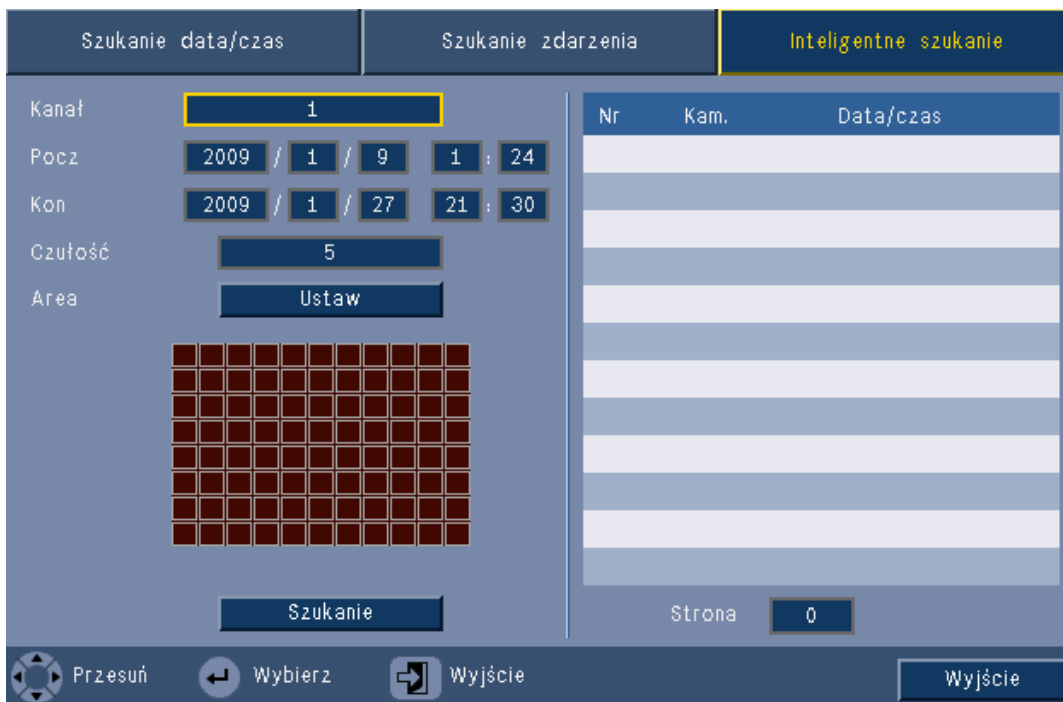 Szukanie data/czas
Szukanie zdarzenia
Inteligentne szukanie
Kanał 1
Pocz 2009 / 1 / 9 1 : 24
Kon 2009 / 1 / 27 21 : 30
Czułość 5
Area Ustaw
Szukanie
Nr Kam. Data/czas
Strona 0
Przesuń Wybierz Wyjście Wyjście